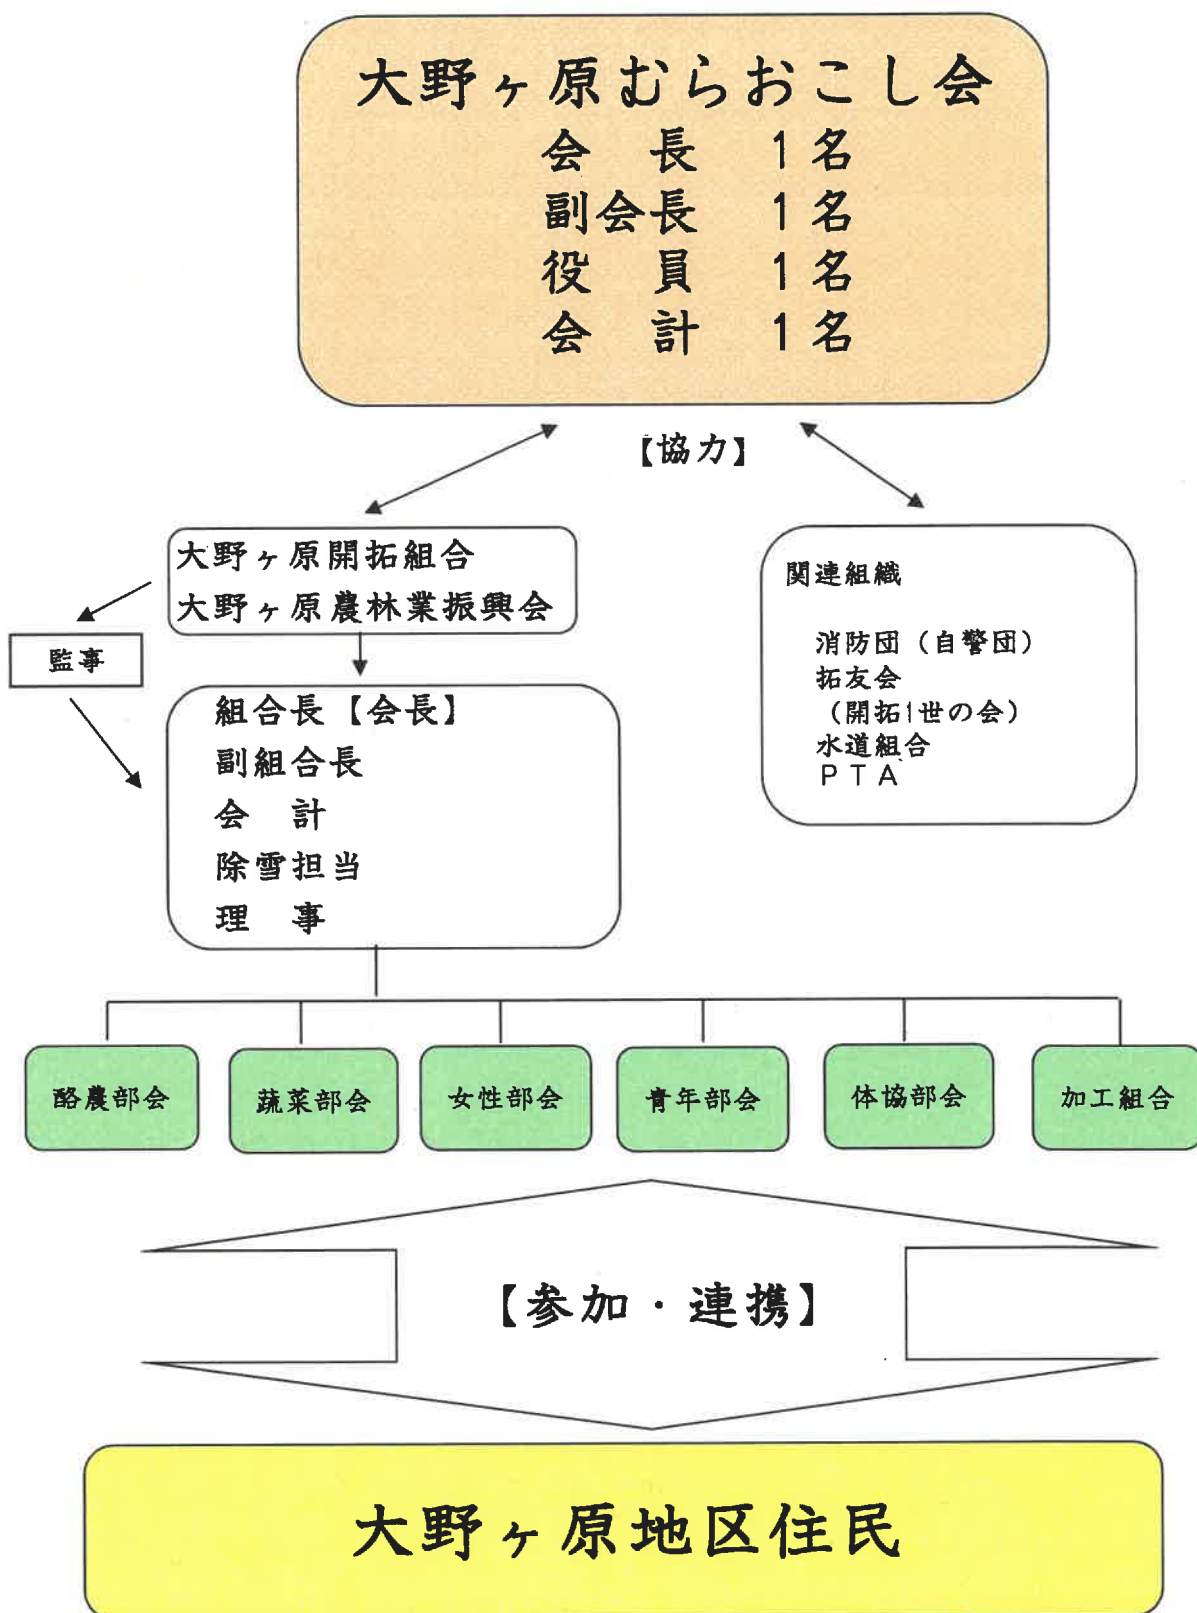 大野ヶ原むらおこし会
会　長　1名
副会長　1名
役　員　1名
会　計　1名
【協力】
大野ヶ原開拓組合
大野ヶ原農林業振興会
監事
組合長【会長】
副組合長
会　計
除雪担当
理　事
関連組織
消防団（自警団）
拓友会
（開拓1世の会）
水道組合
ＰＴＡ
酪農部会
蔬菜部会
女性部会
青年部会
体協部会
加工組合
【参加・連携】
大野ヶ原地区住民